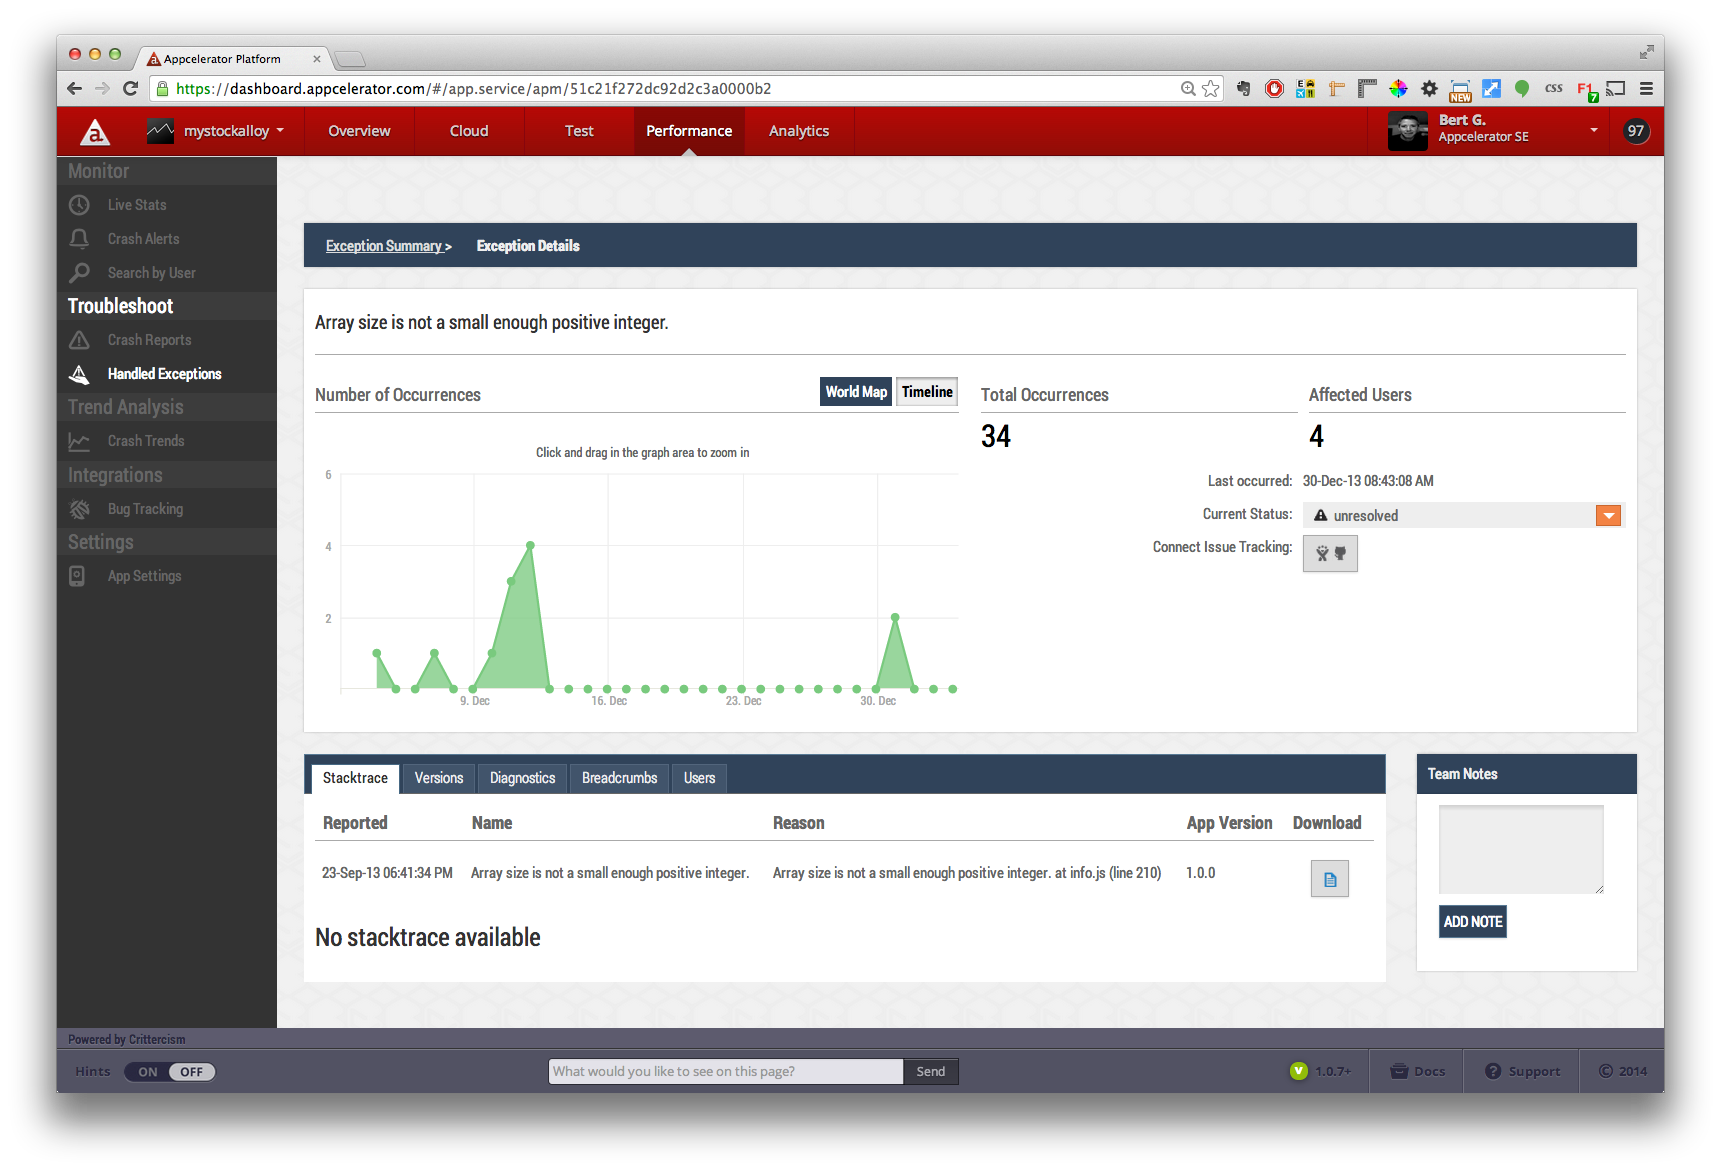 Appcelerator Platform
https://dashboard.appcelerator.com/#/app.service/apm/51c21f272dc92d2c3a0000b2
NEW
CSS
F1
7
a
mystockalloy
Overview
Cloud
Test
Performance
Analytics
Bert G.
Appcelerator SE
97
Monitor
Live Stats
Crash Alerts
Search by User
Troubleshoot
Crash Reports
Handled Exceptions
Trend Analysis
Crash Trends
Integrations
Bug Tracking
Settings
App Settings
Exception Summary > Exception Details
Array size is not a small enough positive integer.
Number of Occurrences
World Map
Timeline
Click and drag in the graph area to zoom in
6
4
2
9. Dec
16. Dec
23. Dec
30. Dec
Total Occurrences
34
Affected Users
4
Last occurred: 30-Dec-13 08:43:08 AM
Current Status: unresolved
Connect Issue Tracking:
Stacktrace
Versions
Diagnostics
Breadcrumbs
Users
Reported Name Reason App Version Download
23-Sep-13 06:41:34 PM Array size is not a small enough positive integer. Array size is not a small enough positive integer. at info.js (line 210) 1.0.0
No stacktrace available
Team Notes
ADD NOTE
Powered by Crittercism
Hints ON OFF
What would you like to see on this page?
Send
V 1.0.7+
Docs
? Support
© 2014